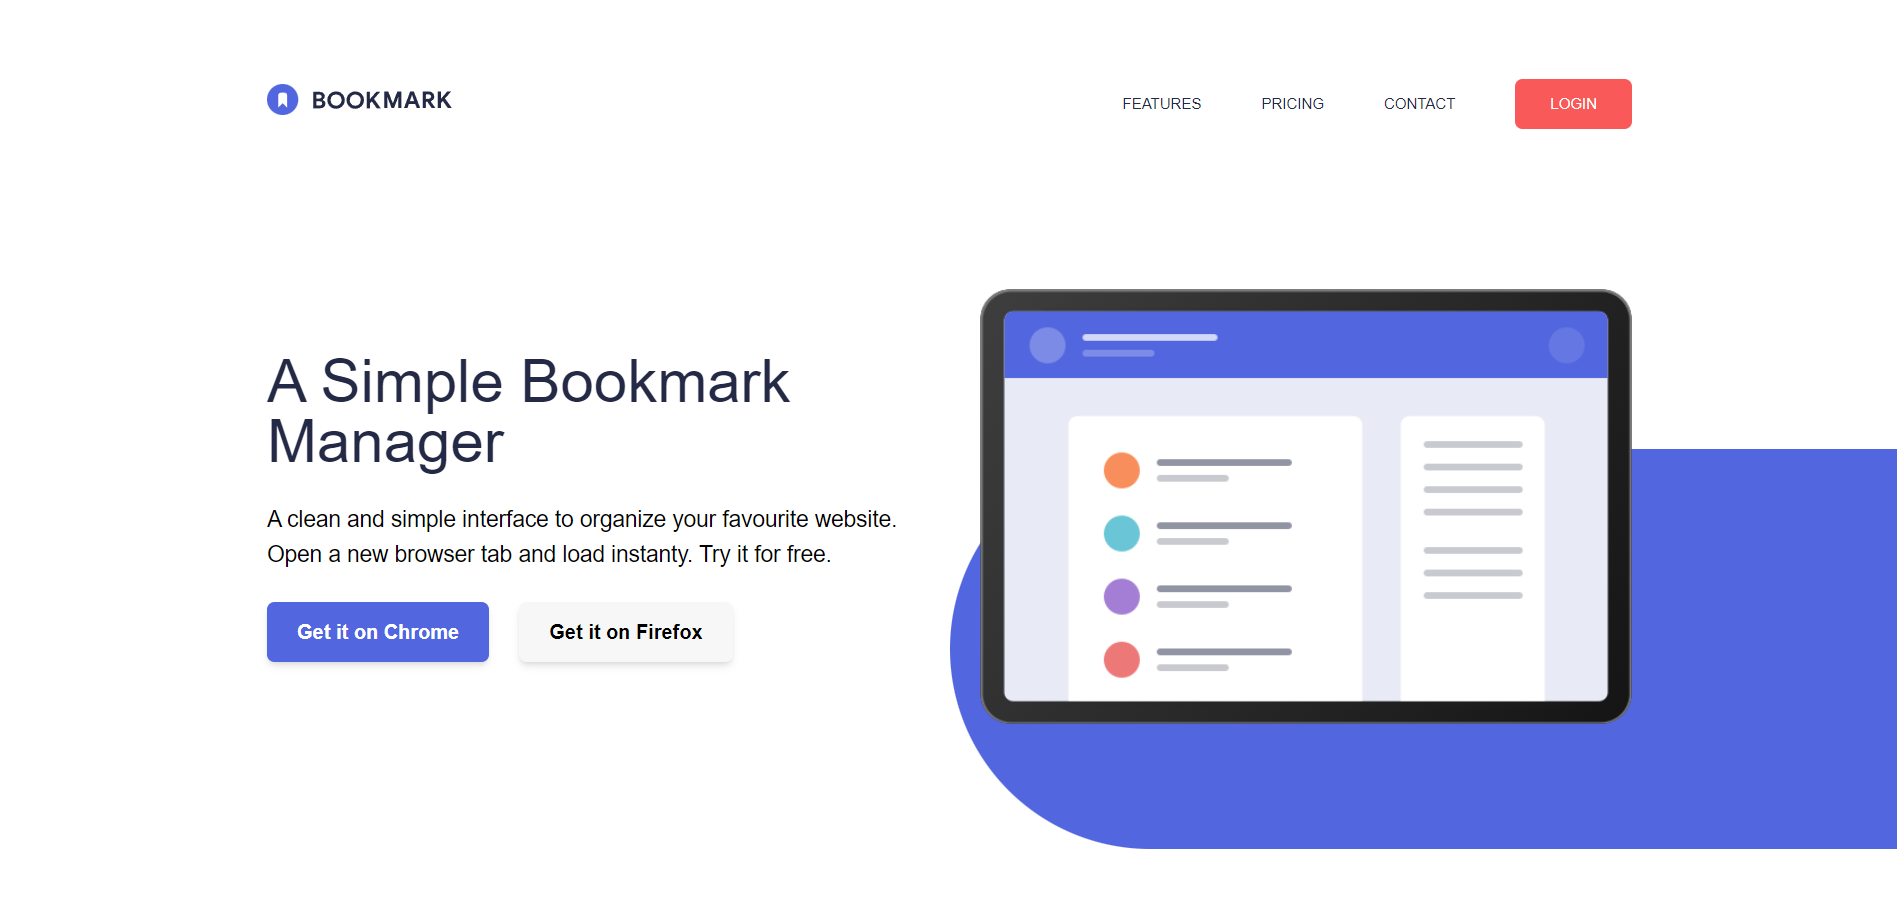 BOOKMARK
FEATURES PRICING CONTACT LOGIN
A Simple Bookmark
Manager
A clean and simple interface to organize your favourite website.
Open a new browser tab and load instanty. Try it for free.
Get it on Chrome Get it on Firefox